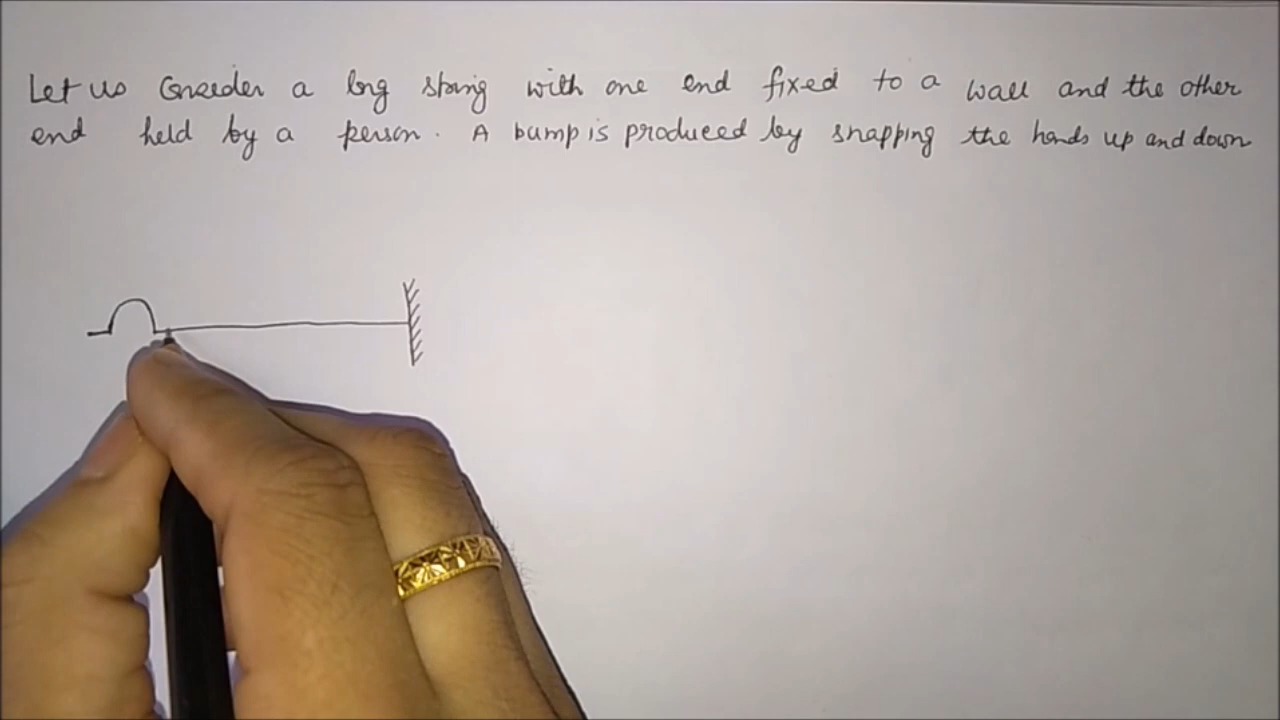 Let us Consider a long string with one end fixed to a wall and the other
end held by a person. A bump is produced by snapping the hands up and down